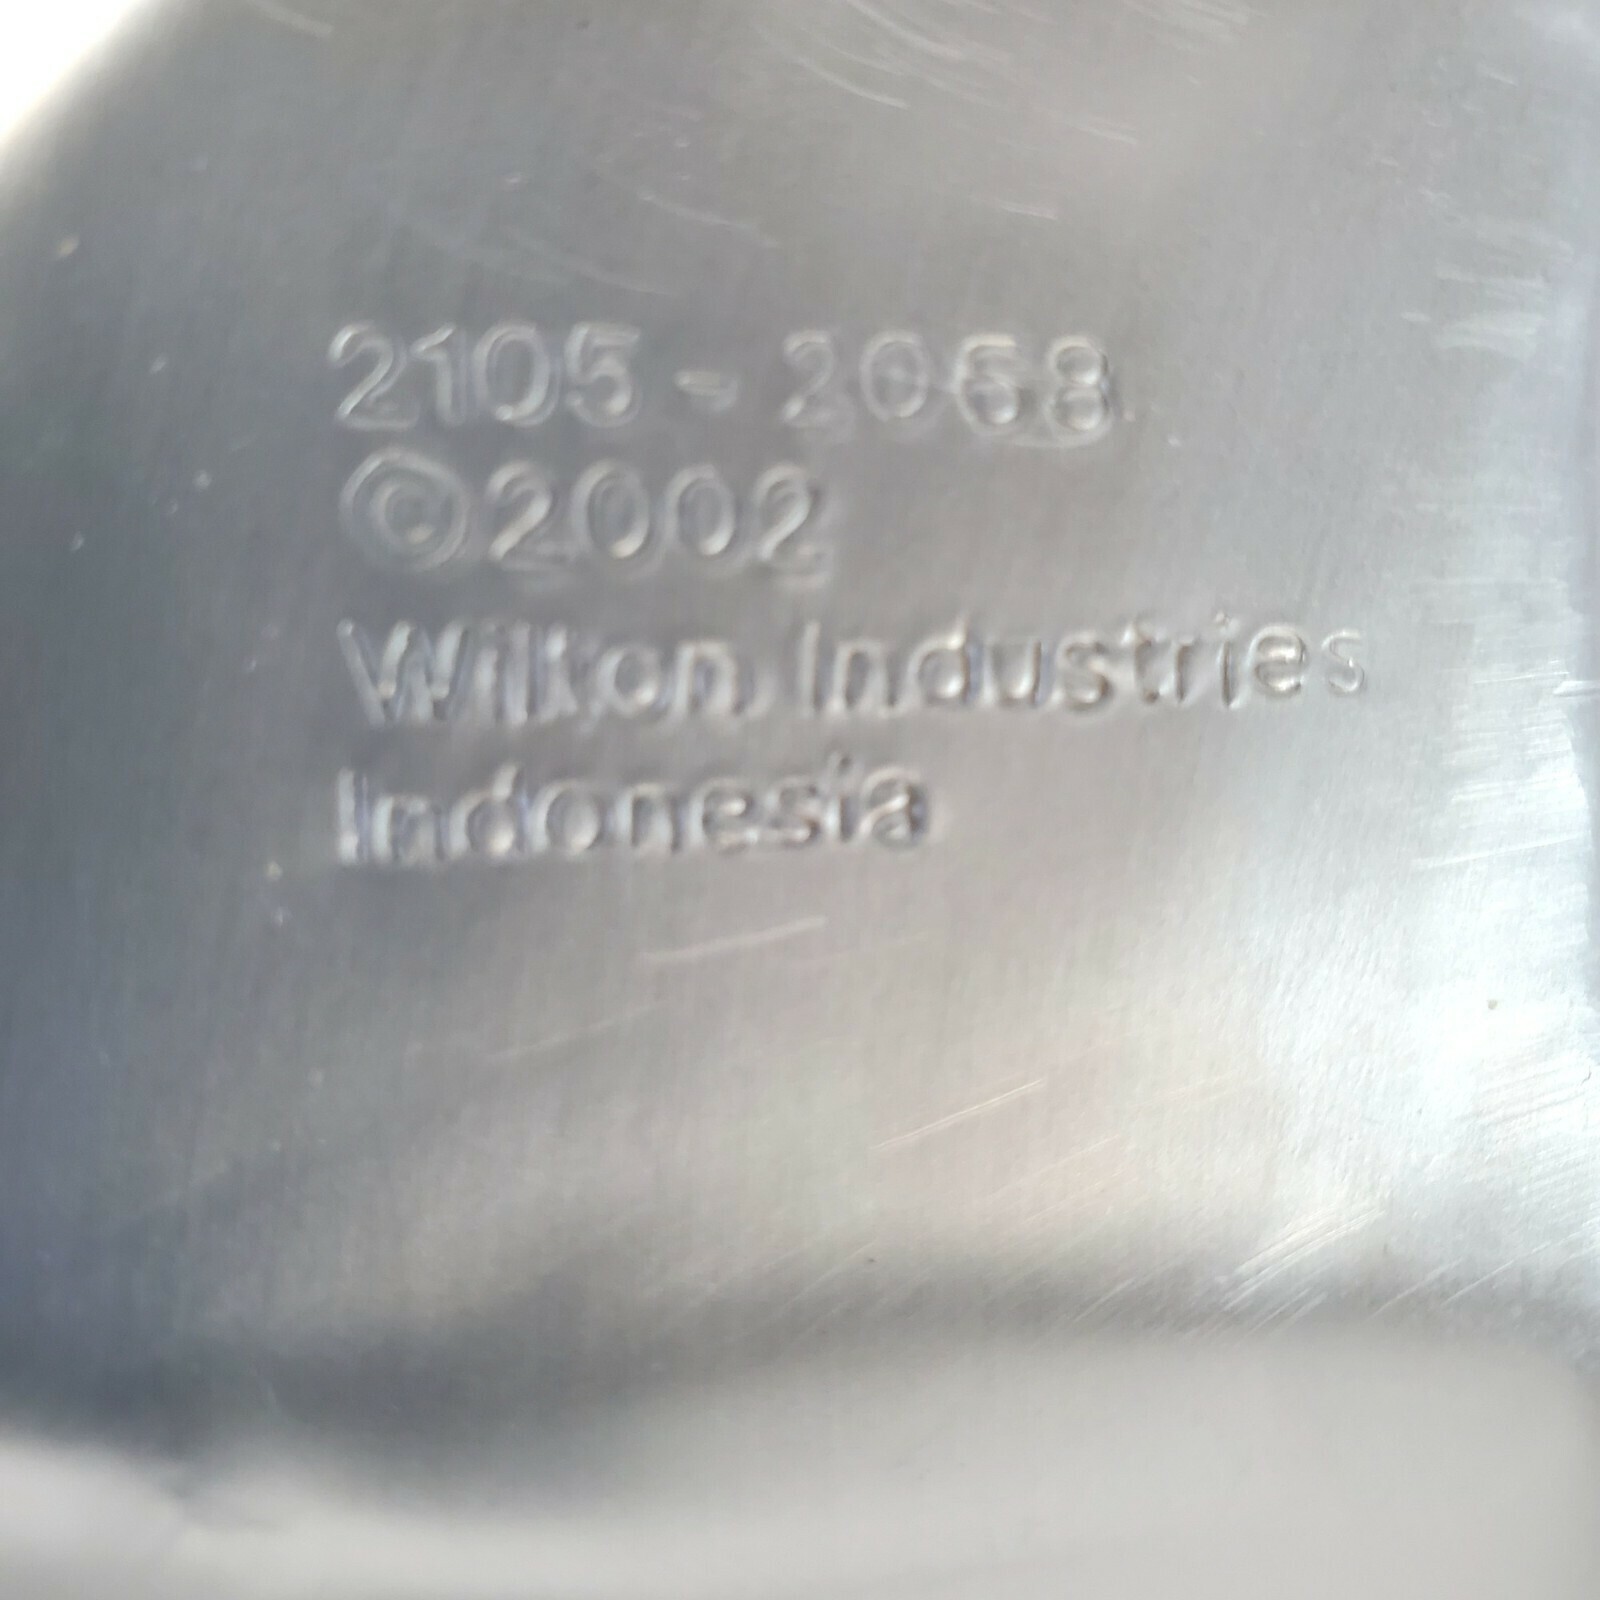 2105-2068
©2002
Wilton Industries
Indonesia